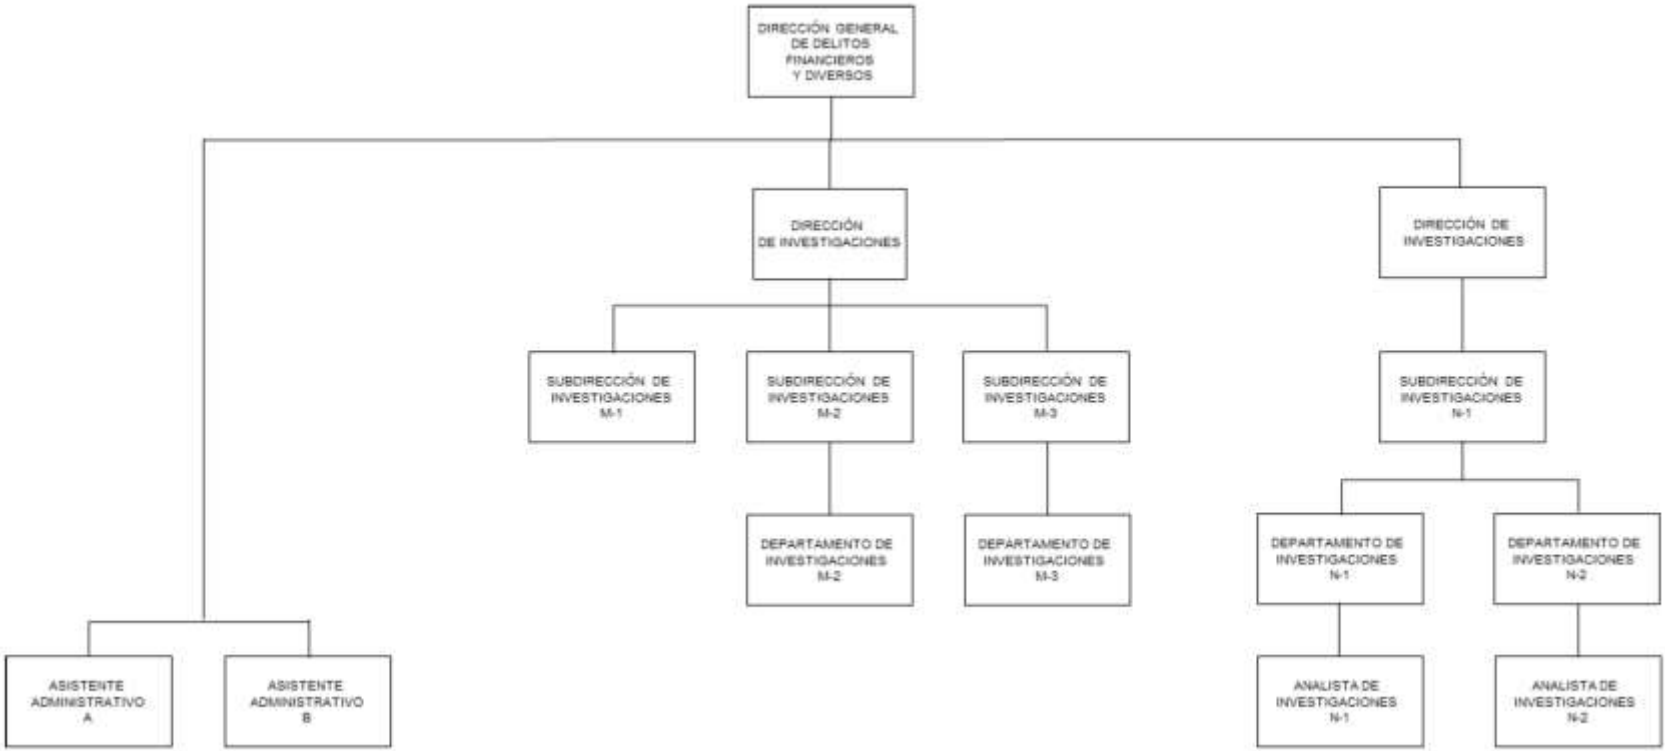 DIRECCIÓN GENERAL
DE DELITOS
FINANCIEROS
Y DIVERSOS
DIRECCIÓN
DE INVESTIGACIONES
DIRECCIÓN DE
INVESTIGACIONES
SUBDIRECCIÓN DE
INVESTIGACIONES
M-1
SUBDIRECCIÓN DE
INVESTIGACIONES
M-2
SUBDIRECCIÓN DE
INVESTIGACIONES
M-3
SUBDIRECCIÓN DE
INVESTIGACIONES
N-1
DEPARTAMENTO DE
INVESTIGACIONES
M-2
DEPARTAMENTO DE
INVESTIGACIONES
M-3
DEPARTAMENTO DE
INVESTIGACIONES
N-1
DEPARTAMENTO DE
INVESTIGACIONES
N-2
ASISTENTE
ADMINISTRATIVO
A
ASISTENTE
ADMINISTRATIVO
B
ANALISTA DE
INVESTIGACIONES
N-1
ANALISTA DE
INVESTIGACIONES
N-2